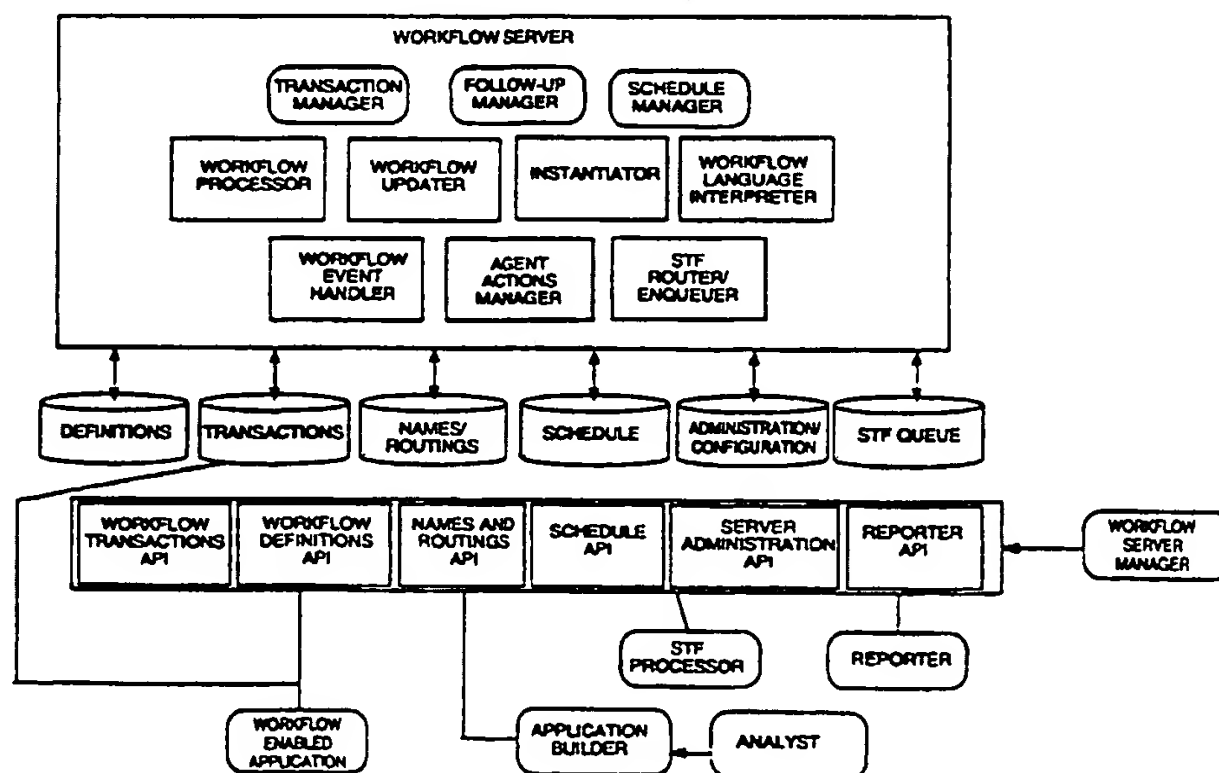 WORKFLOW SERVER
TRANSACTION
MANAGER
FOLLOW-UP
MANAGER
SCHEDULE
MANAGER
WORKFLOW
PROCESSOR
WORKFLOW
UPDATER
INSTANTIATOR
WORKFLOW
LANGUAGE
INTERPRETER
WORKFLOW
EVENT
HANDLER
AGENT
ACTIONS
MANAGER
STF
ROUTER/
ENQUEUER
DEFINITIONS
TRANSACTIONS
NAMES/
ROUTINGS
SCHEDULE
ADMINISTRATION/
CONFIGURATION
STF QUEUE
WORKFLOW
TRANSACTIONS
API
WORKFLOW
DEFINITIONS
API
NAMES AND
ROUTINGS
API
SCHEDULE
API
SERVER
ADMINISTRATION
API
REPORTER
API
WORKFLOW
SERVER
MANAGER
STF
PROCESSOR
REPORTER
WORKFLOW
ENABLED
APPLICATION
APPLICATION
BUILDER
ANALYST